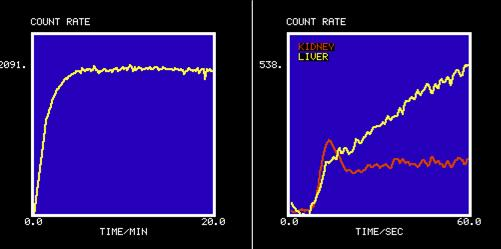 COUNT RATE
2091.
0.0 20.0
TIME/MIN
COUNT RATE
538.
KIDNEY
LIVER
0.0 60.0
TIME/SEC